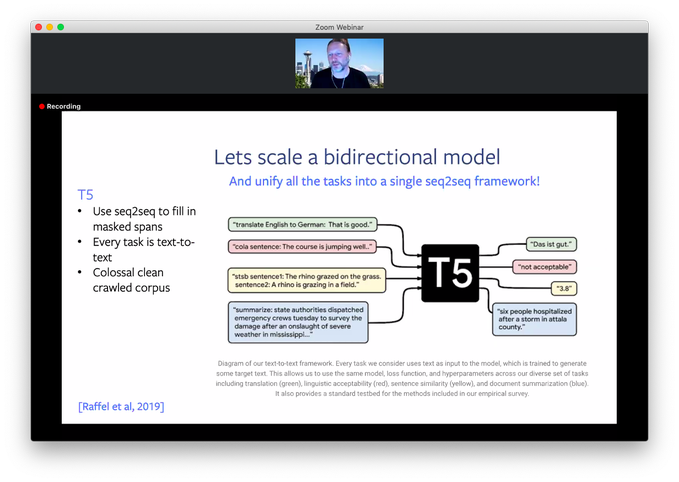 Zoom Webinar
Recording
Lets scale a bidirectional model
And unify all the tasks into a single seq2seq framework!
T5
• Use seq2seq to fill in
masked spans
• Every task is text-to-
text
• Colossal clean
crawled corpus
"translate English to German: That is good."
"cola sentence: The course is jumping well.."
"stsb sentence1: The rhino grazed on the grass.
sentence2: A rhino is grazing in a field."
"summarize: state authorities dispatched
emergency crews tuesday to survey the
damage after an onslaught of severe
weather in mississippi..."
T5
"Das ist gut."
"not acceptable"
"3.8"
"six people hospitalized
after a storm in attala
county."
Diagram of our text-to-text framework. Every task we consider uses text as input to the model, which is trained to generate
some target text. This allows us to use the same model, loss function, and hyperparameters across our diverse set of tasks
including translation (green), linguistic acceptability (red), sentence similarity (yellow), and document summarization (blue).
It also provides a standard testbed for the methods included in our empirical survey.
[Raffel et al, 2019]